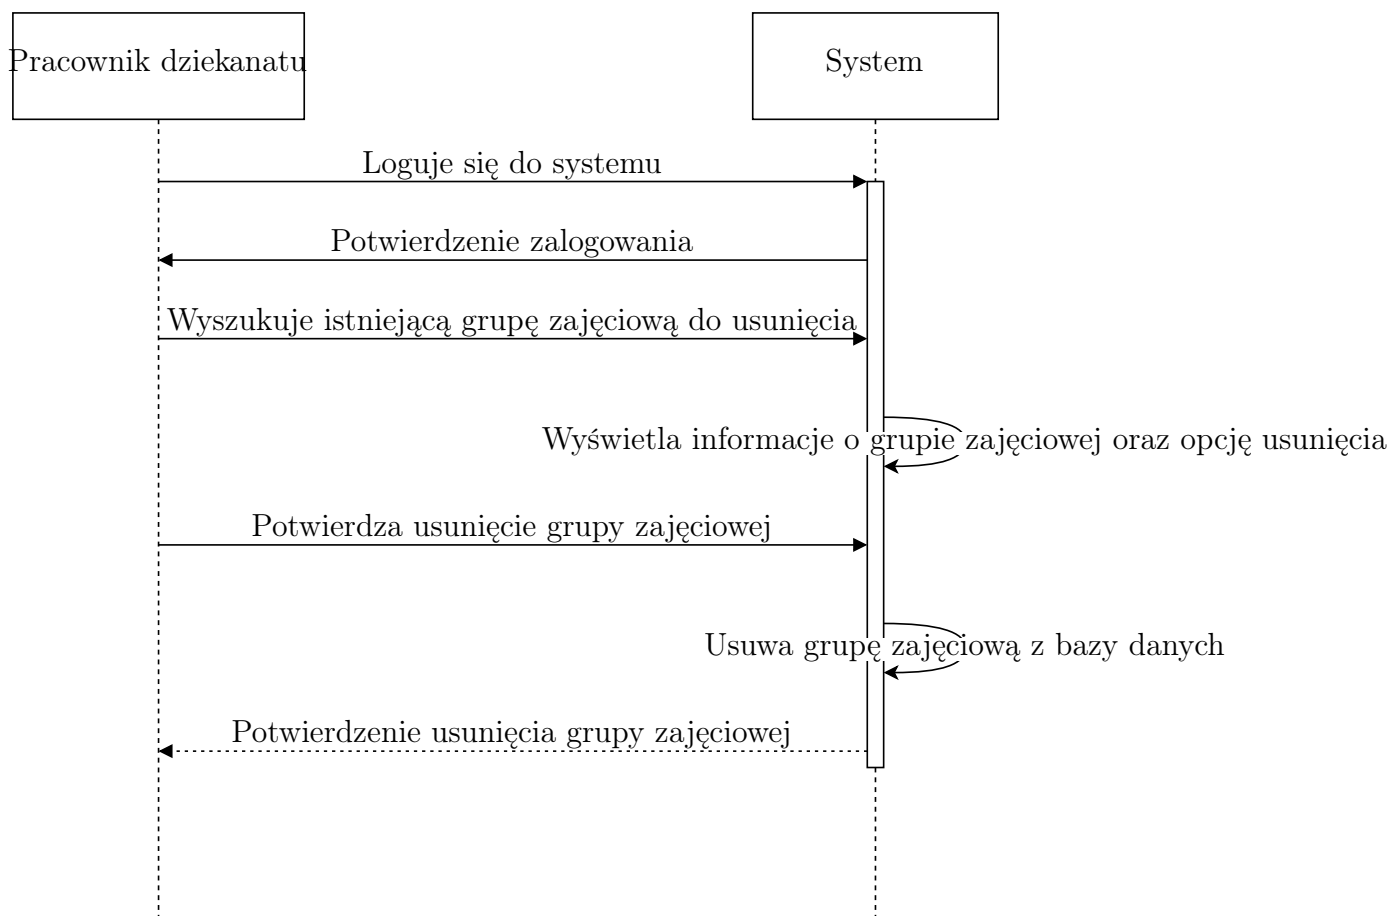 Pracownik dziekanatu
System
Loguje się do systemu
Potwierdzenie zalogowania
Wyszukuje istniejącą grupę zajęciową do usunięcia
Wyświetla informacje o grupie zajęciowej oraz opcję usunięcia
Potwierdza usunięcie grupy zajęciowej
Usuwa grupę zajęciową z bazy danych
Potwierdzenie usunięcia grupy zajęciowej